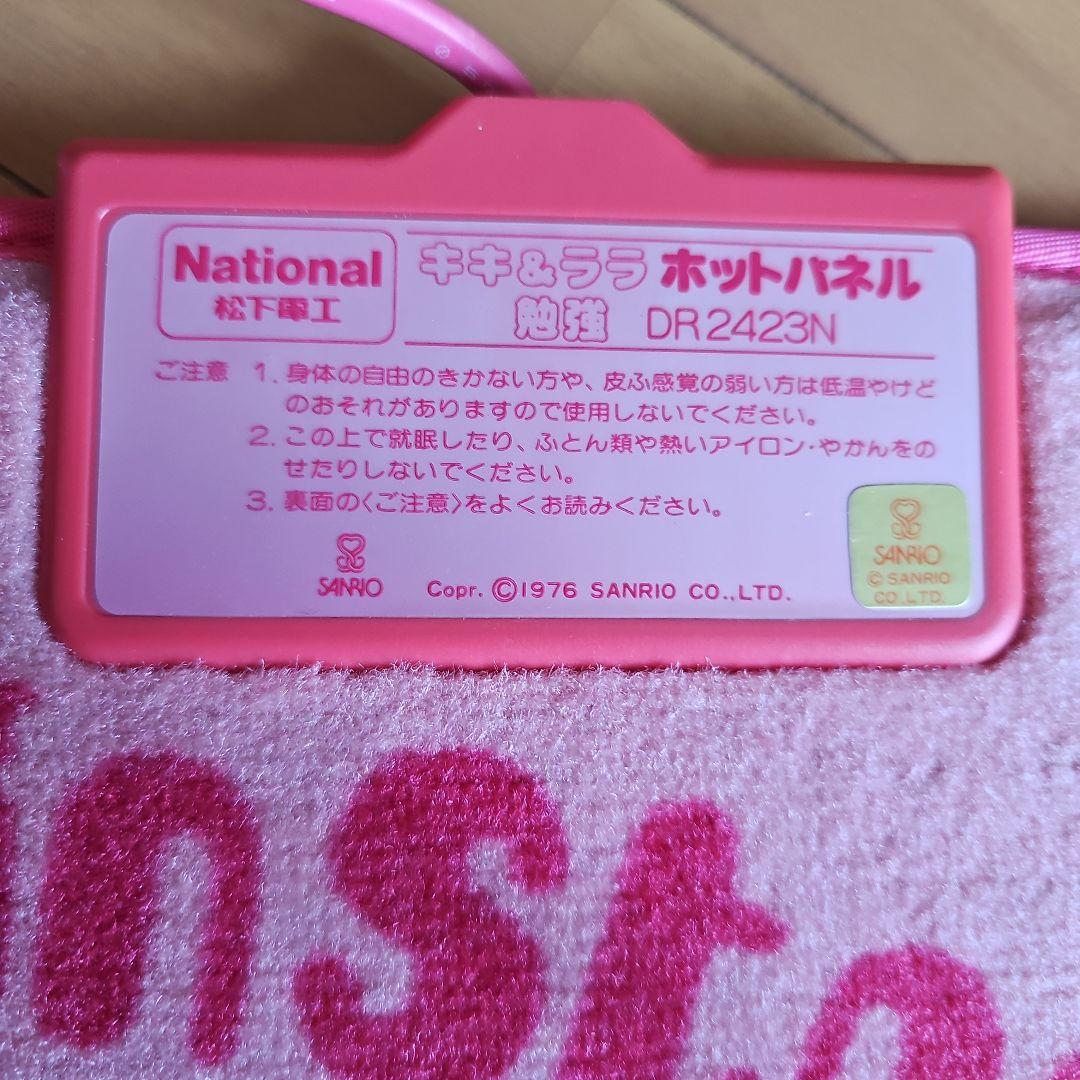 National
松下電工
キキ&ララ ホットパネル
勉強 DR2423N
ご注意 1. 身体の自由のきかない方や、皮ふ感覚の弱い方は低温やけど
のおそれがありますので使用しないでください。
2. この上で就眠したり、ふとん類や熱いアイロン・やかんをの
せたりしないでください。
3. 裏面の〈ご注意〉をよくお読みください。
SANRIO
Copr. ©1976 SANRIO CO.,LTD.
SANRIO
© SANRIO
CO.,LTD.